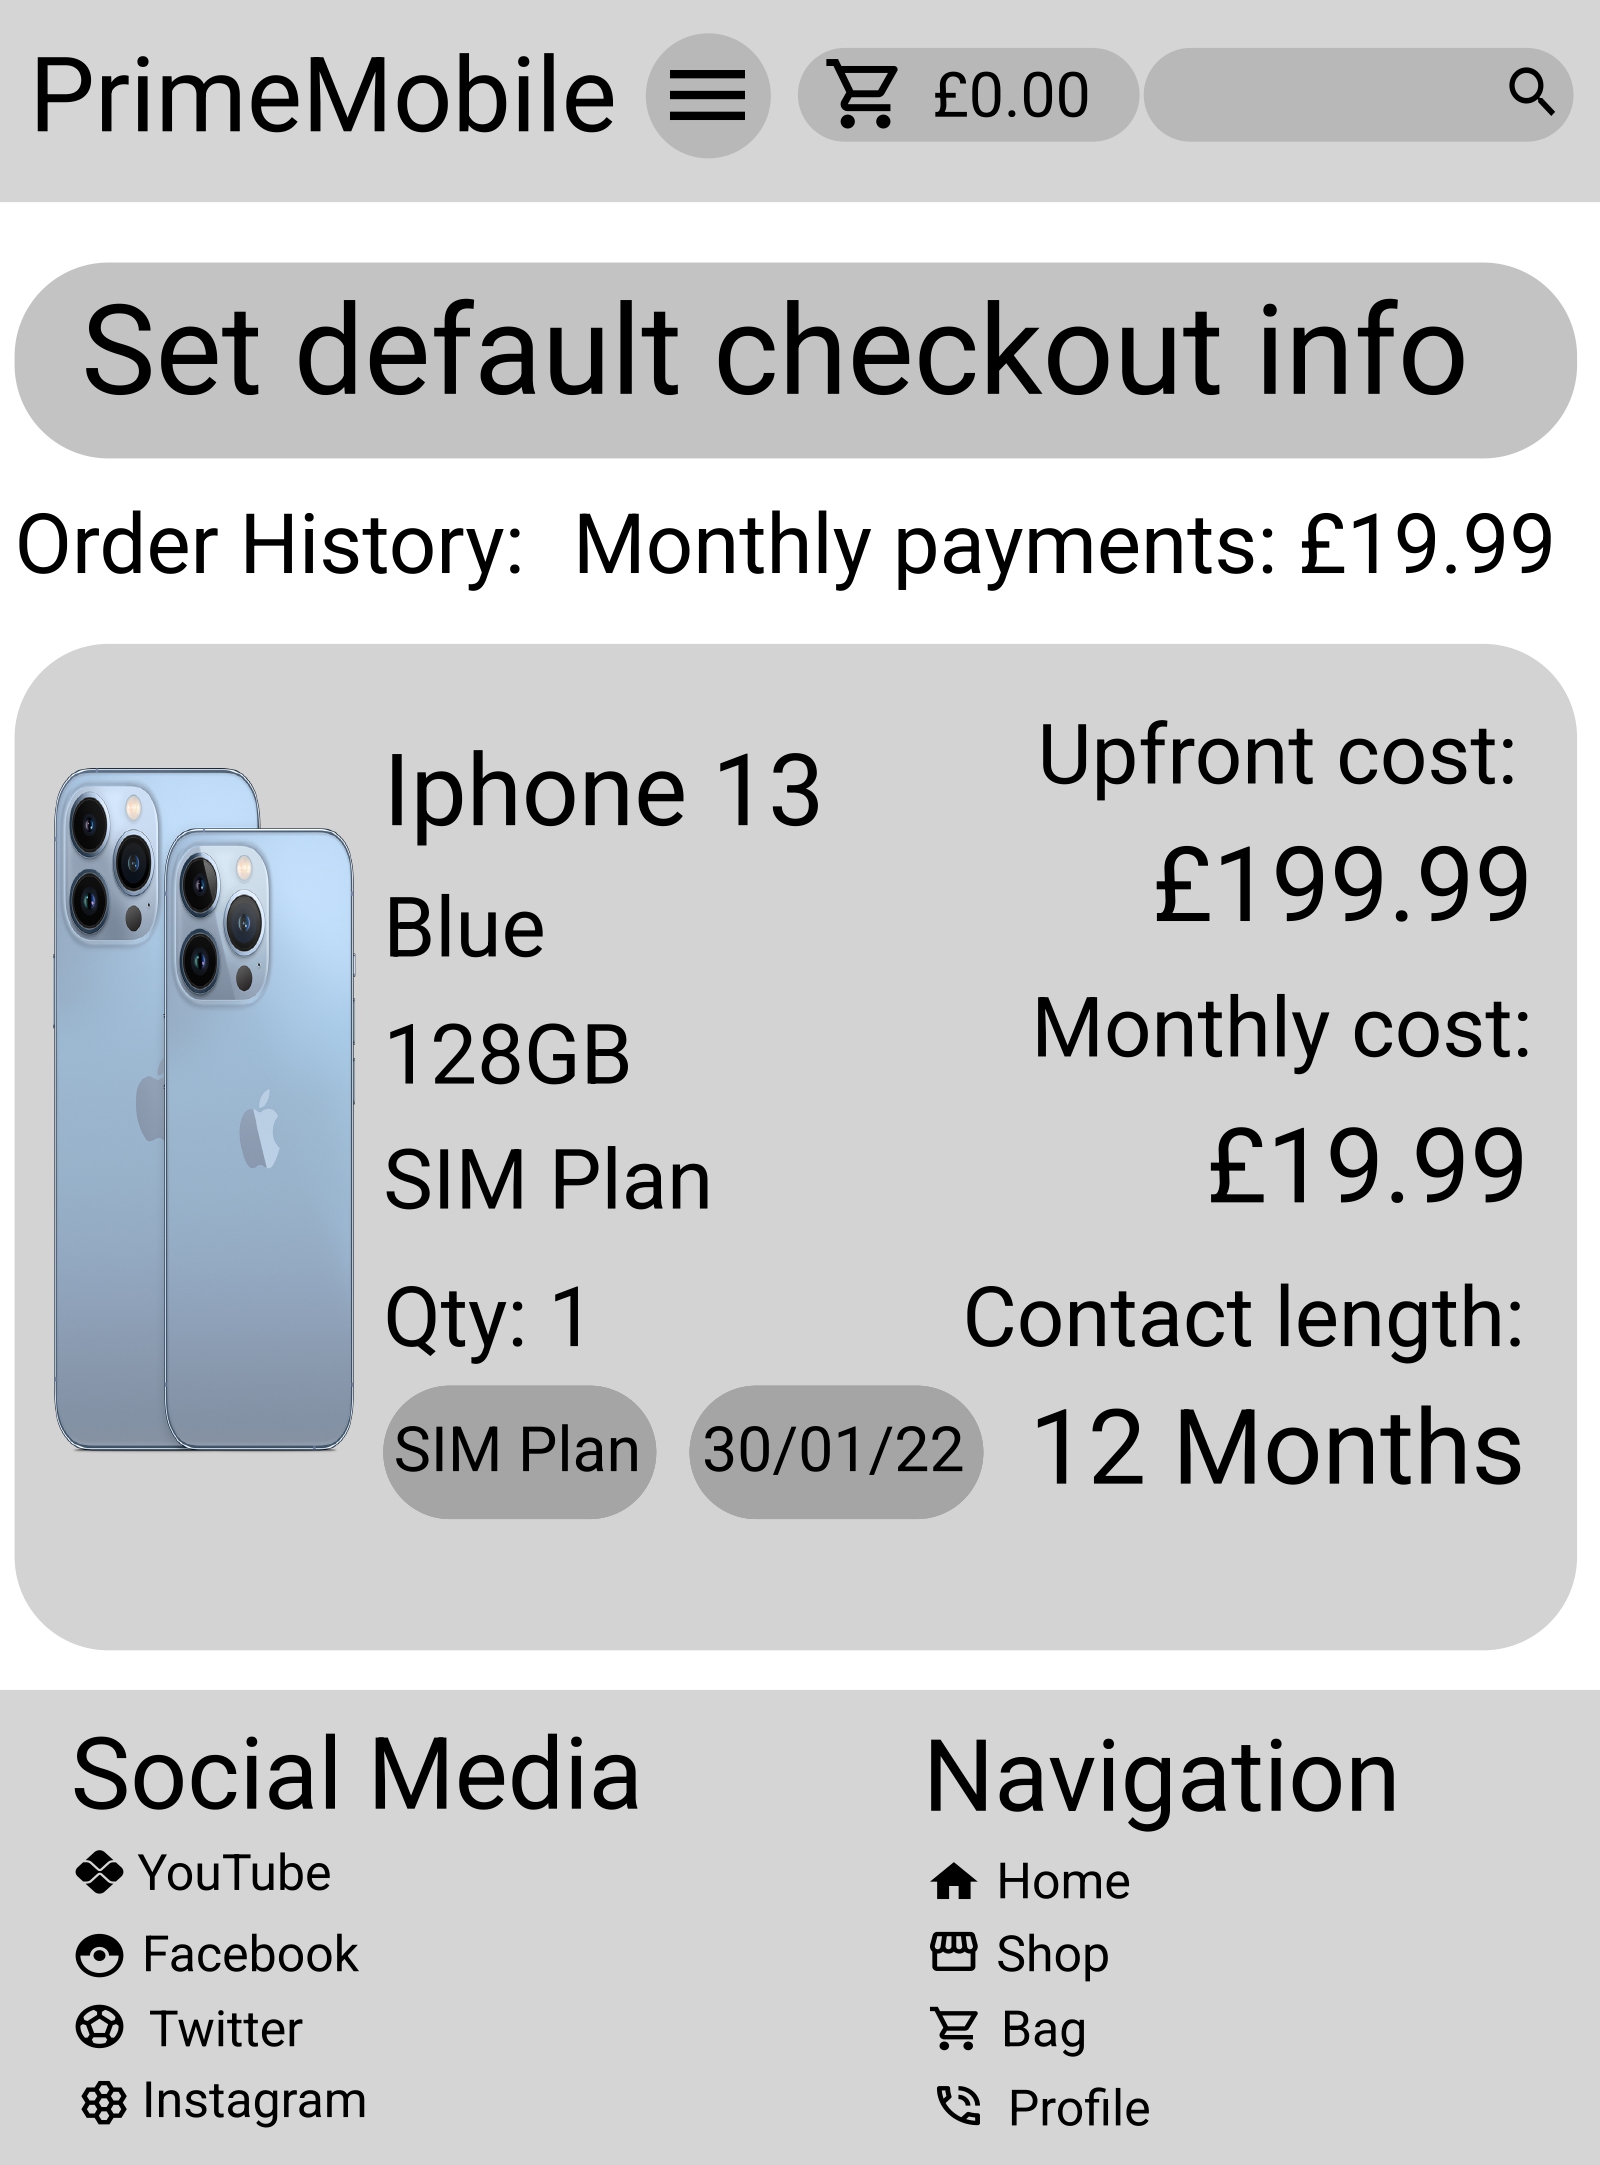 PrimeMobile £0.00
Set default checkout info
Order History: Monthly payments: £19.99
Iphone 13
Blue
128GB
SIM Plan
Qty: 1
SIM Plan 30/01/22
Upfront cost:
£199.99
Monthly cost:
£19.99
Contact length:
12 Months
Social Media
YouTube
Facebook
Twitter
Instagram
Navigation
Home
Shop
Bag
Profile